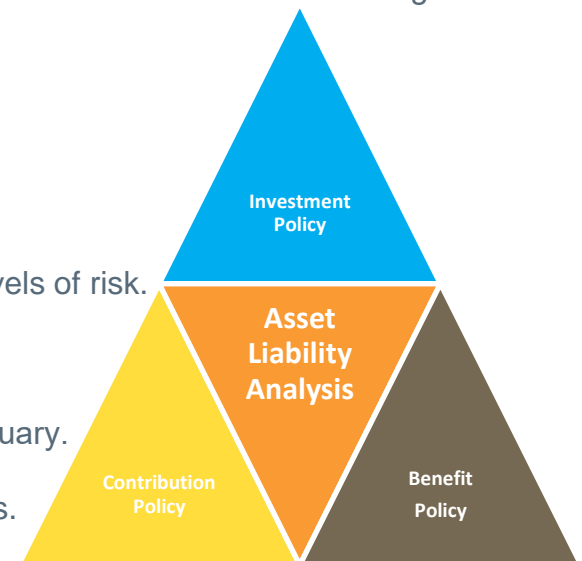 g
Investment
Policy
vels of risk.
Asset
Liability
Analysis
uary.
Contribution
Policy
s.
Benefit
Policy